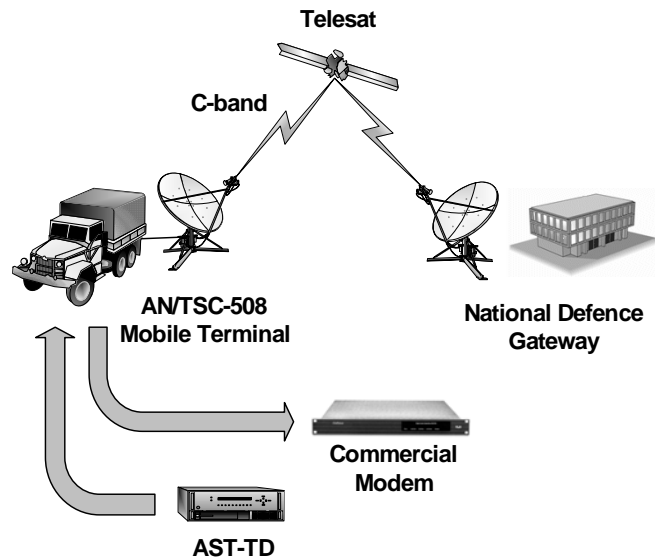 Telesat
C-band
AN/TSC-508
Mobile Terminal
National Defence
Gateway
Commercial
Modem
AST-TD